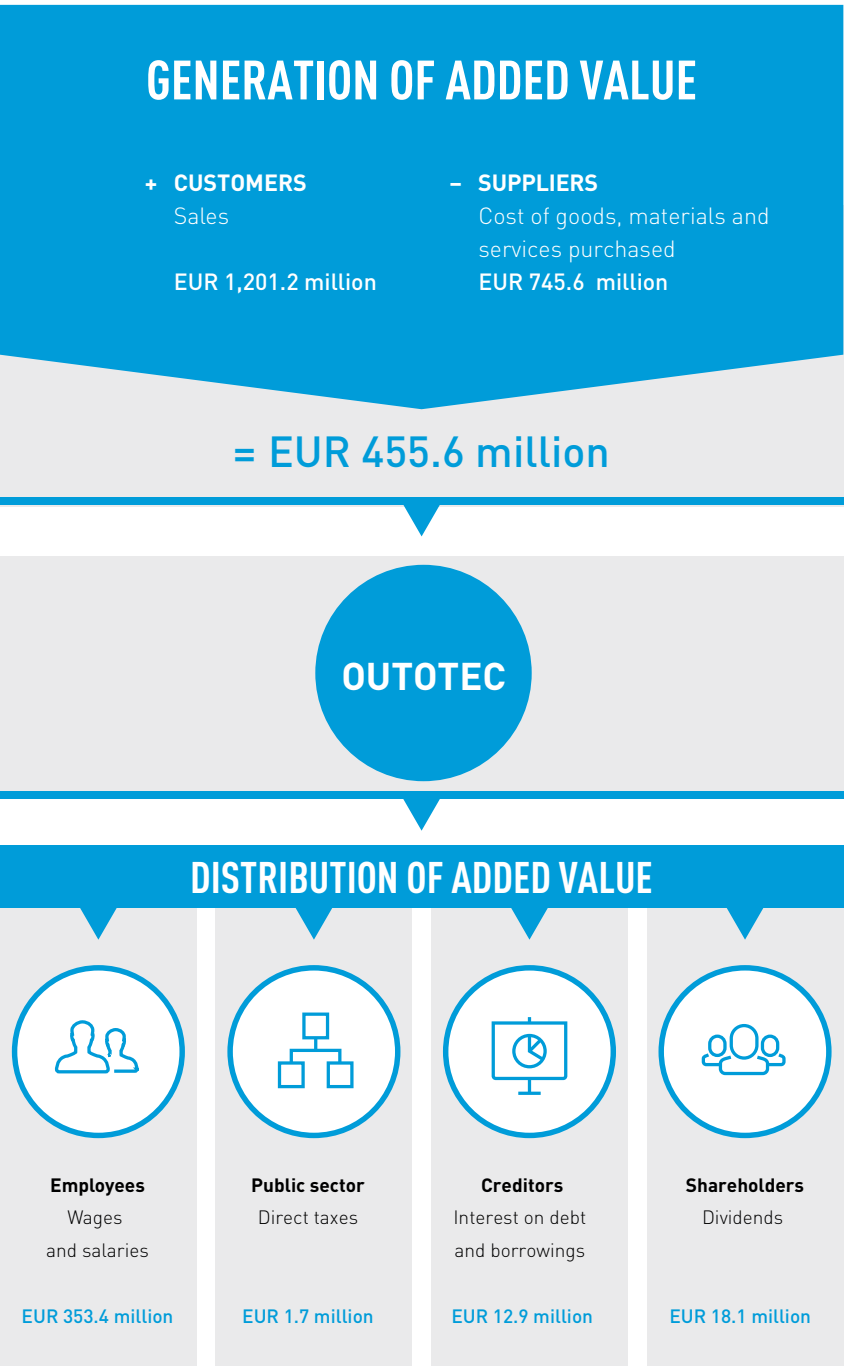 GENERATION OF ADDED VALUE
+ CUSTOMERS
Sales
EUR 1,201.2 million
– SUPPLIERS
Cost of goods, materials and
services purchased
EUR 745.6 million
= EUR 455.6 million
OUTOTEC
DISTRIBUTION OF ADDED VALUE
Employees
Wages
and salaries
EUR 353.4 million
Public sector
Direct taxes
EUR 1.7 million
Creditors
Interest on debt
and borrowings
EUR 12.9 million
Shareholders
Dividends
EUR 18.1 million